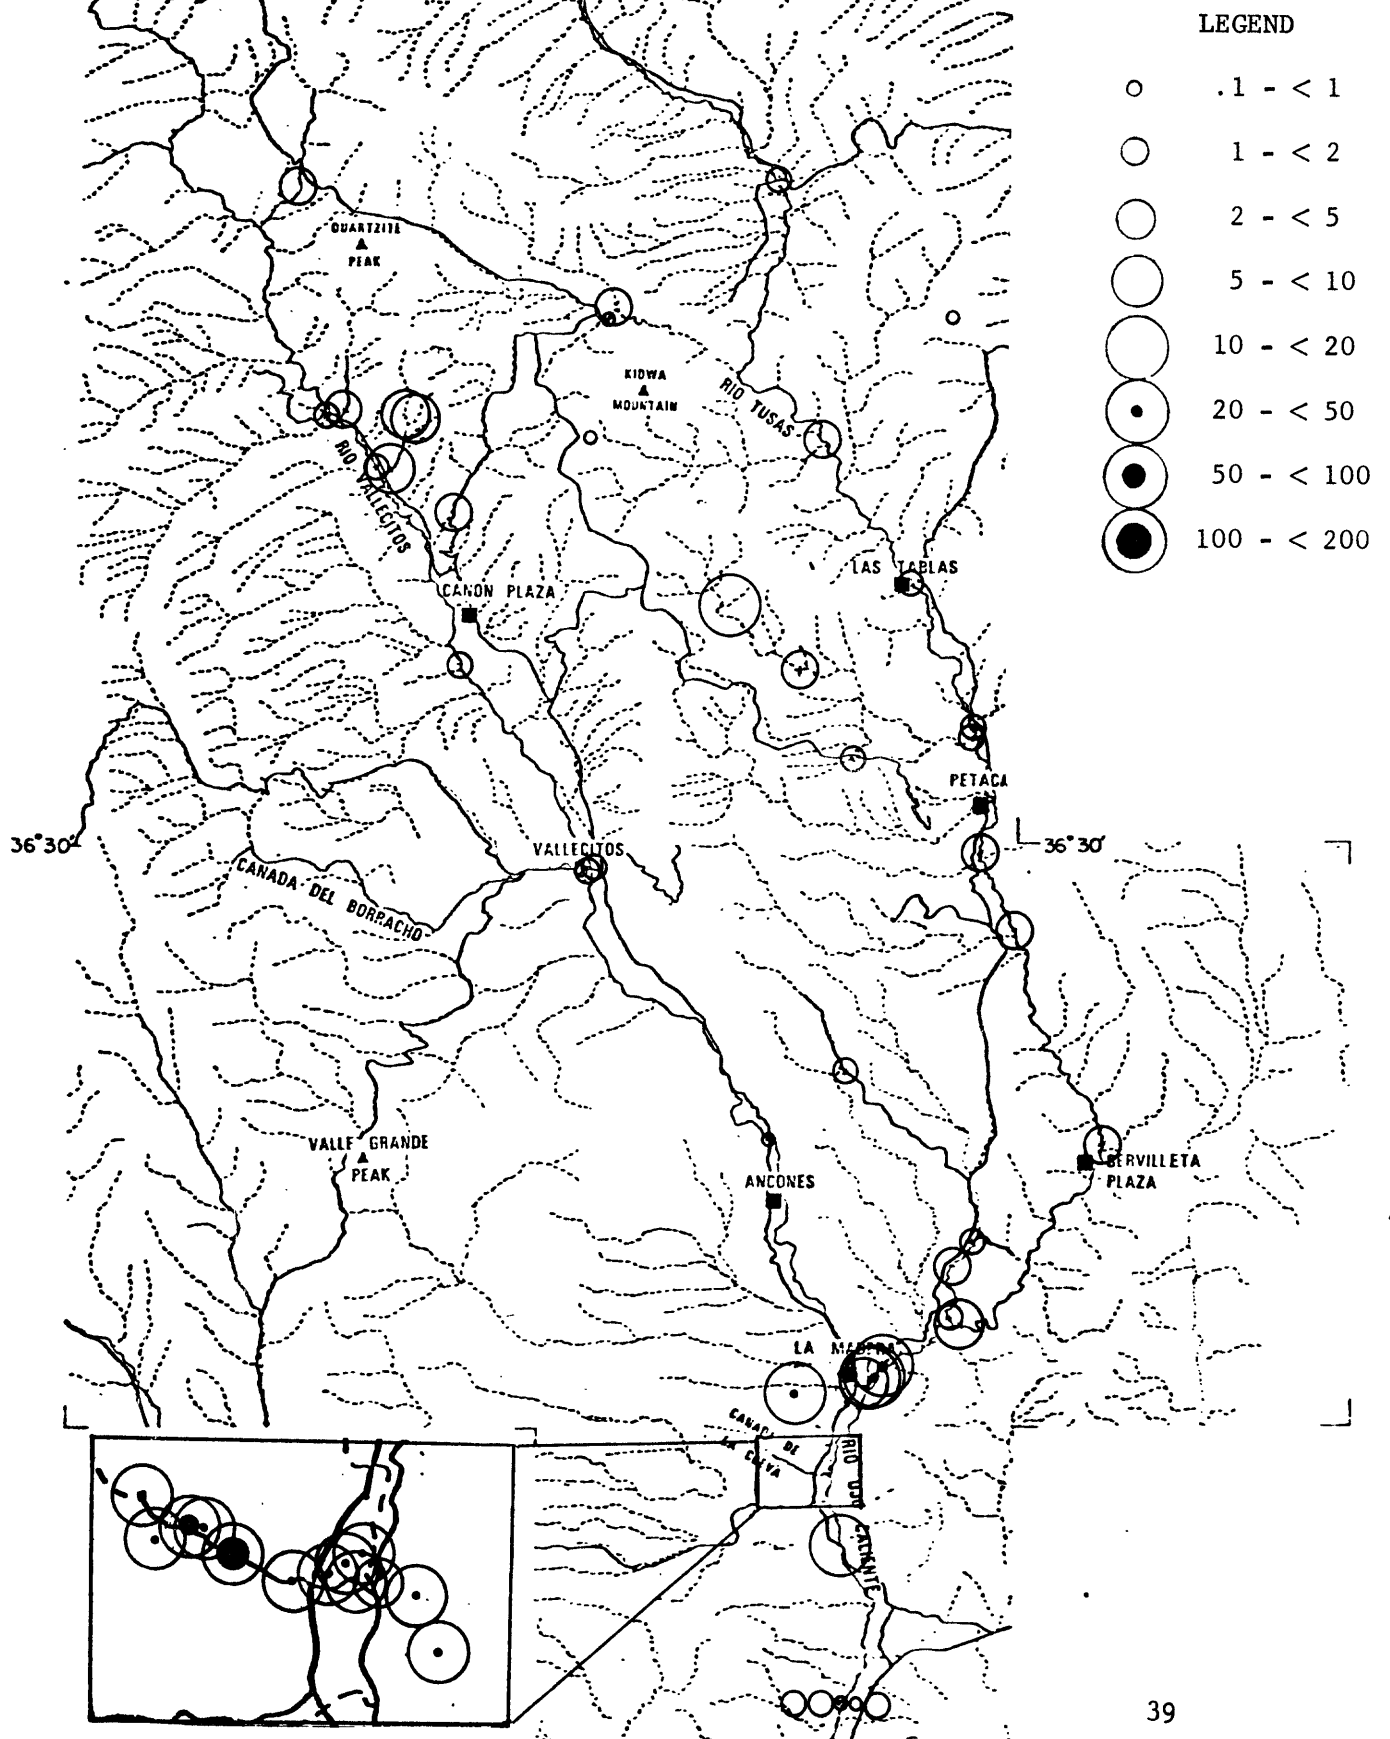 LEGEND
.1 - < 1
1 - < 2
2 - < 5
5 - < 10
10 - < 20
20 - < 50
50 - < 100
100 - < 200
QUARTZITE
PEAK
KIOWA
MOUNTAIN
RIO TUSAS
RIO VALLECITOS
LAS TABLAS
CANON PLAZA
PETACA
36°30'
36°30'
VALLECITOS
CANADA DEL BORRACHO
VALLE GRANDE
PEAK
SERVILLETA
PLAZA
ANCONES
LA MADERA
CANADA DE
LA CUEVA
RIO OJO
CALIENTE
39